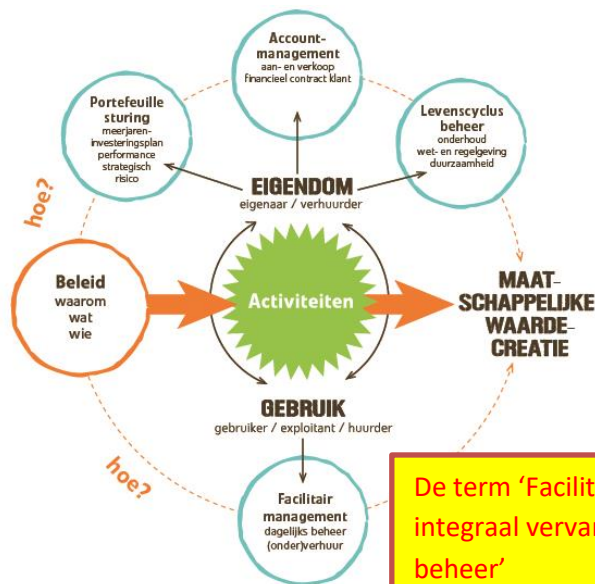 Account-
management
aan- en verkoop
financieel contract klant
Portefeuille
sturing
meerjaren-
investeringsplan
performance
strategisch
risico
Levenscyclus
beheer
onderhoud
wet- en regelgeving
duurzaamheid
hoe?
EIGENDOM
eigenaar / verhuurder
Beleid
waarom
wat
wie
Activiteiten
MAAT-
SCHAPPELIJKE
WAARDE-
CREATIE
GEBRUIK
gebruiker / exploitant / huurder
hoe?
Facilitair
management
dagelijks beheer
(onder)verhuur
De term ‘Facilit
integraal vervan
beheer’